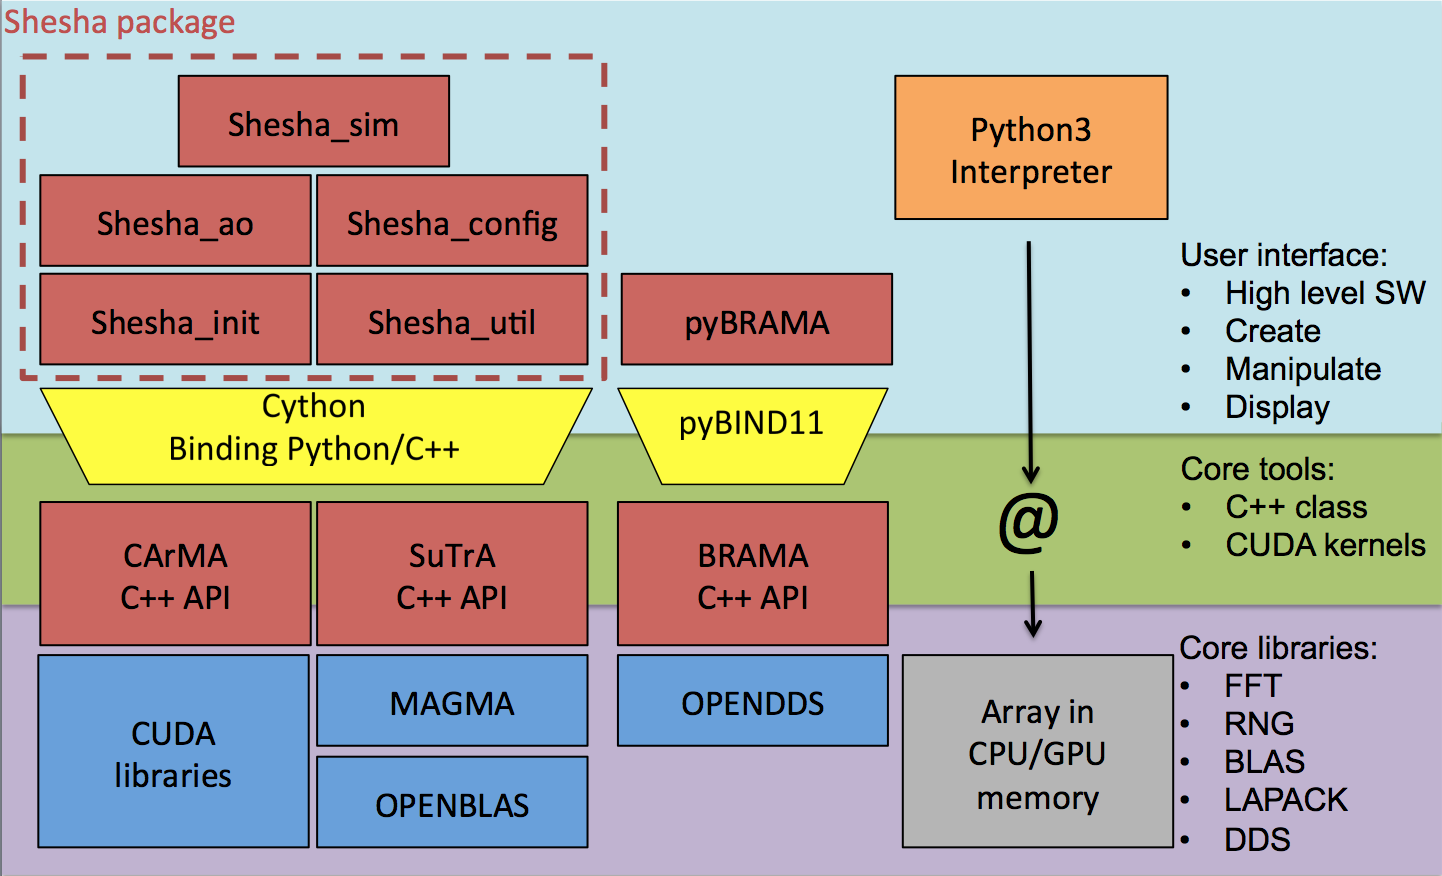 Shesha package
Shesha_sim
Shesha_ao
Shesha_config
Shesha_init
Shesha_util
pyBRAMA
Python3
Interpreter
User interface:
• High level SW
• Create
• Manipulate
• Display
Cython
Binding Python/C++
pyBIND11
Core tools:
• C++ class
• CUDA kernels
@
CArMA
C++ API
SuTrA
C++ API
BRAMA
C++ API
CUDA
libraries
MAGMA
OPENBLAS
OPENDDS
Array in
CPU/GPU
memory
Core libraries:
• FFT
• RNG
• BLAS
• LAPACK
• DDS